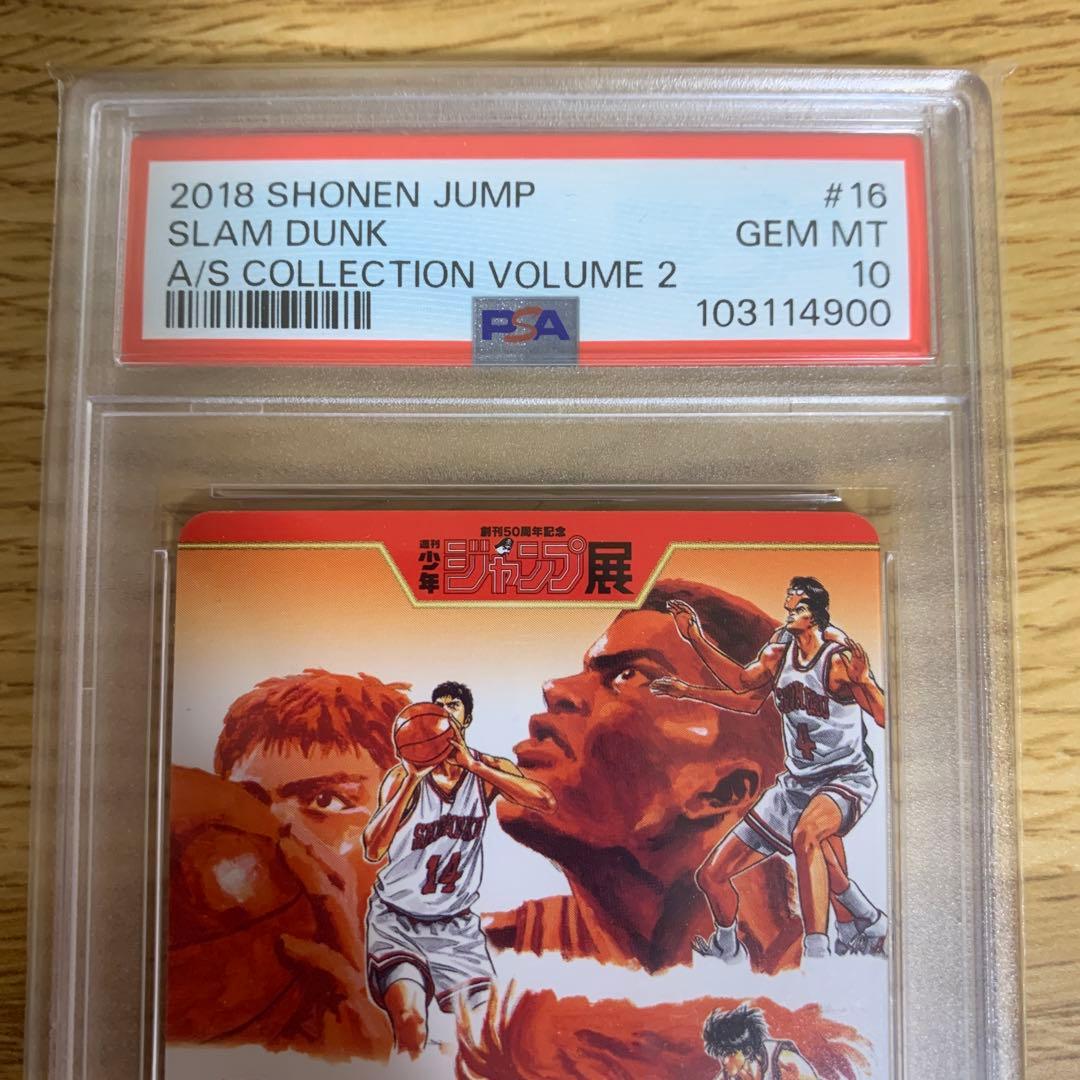 2018 SHONEN JUMP #16
SLAM DUNK GEM MT
A/S COLLECTION VOLUME 2 10
103114900
PSA
創刊50周年記念
週刊
少年
ジャンプ展
SHOHOKU
14
4